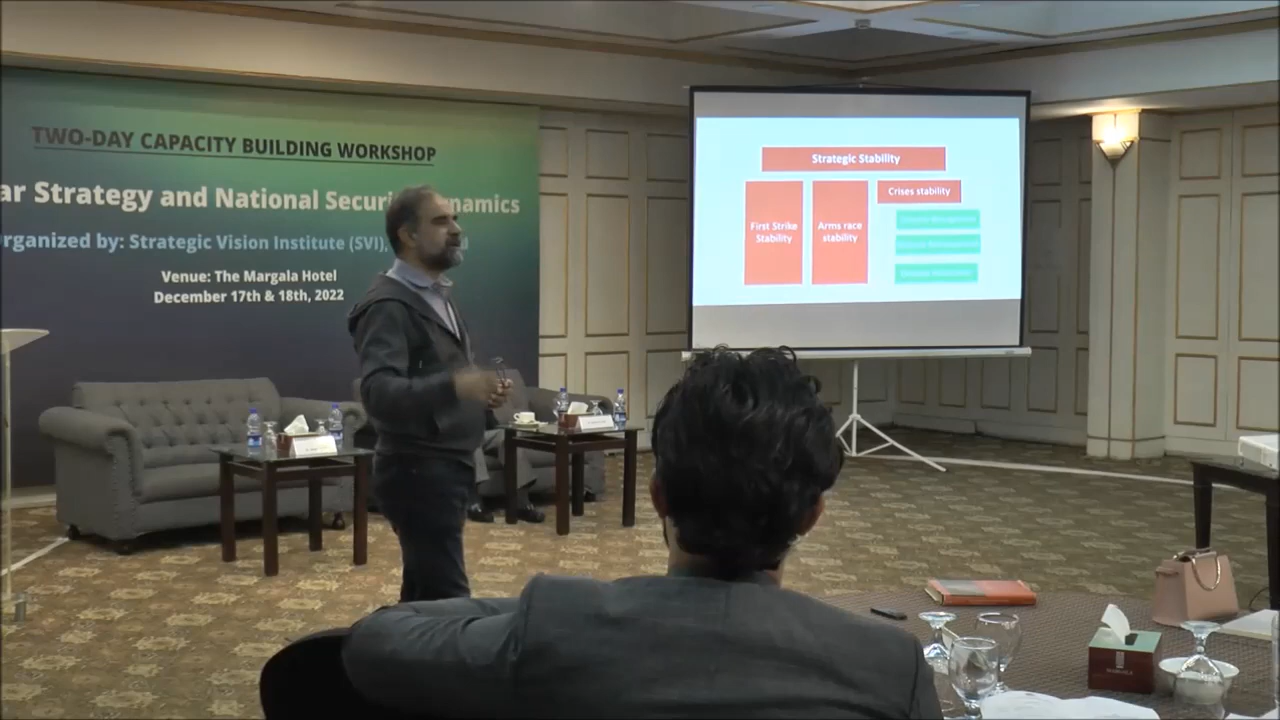 TWO-DAY CAPACITY BUILDING WORKSHOP
ar Strategy and National Securi namics
rganized by: Strategic Vision Institute (SVI),
Venue: The Margala Hotel
December 17th & 18th, 2022
Strategic Stability
First Strike
Stability
Arms race
stability
Crises stability
MARGALA